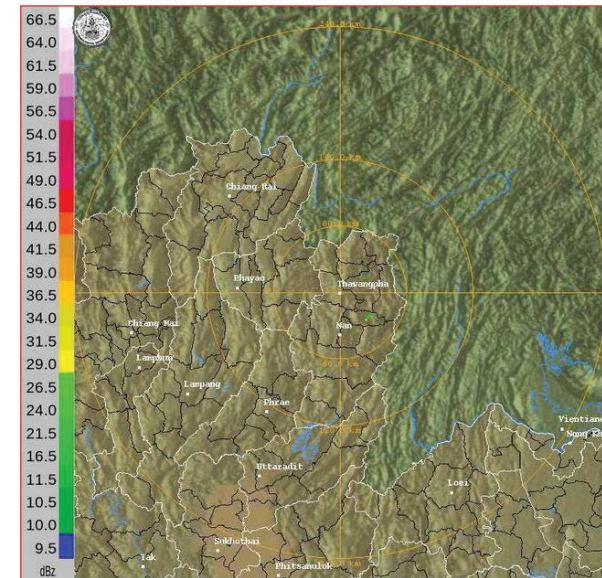 66.5
64.0
61.5
59.0
56.5
54.0
51.5
49.0
46.5
44.0
41.5
39.0
36.5
34.0
31.5
29.0
26.5
24.0
21.5
16.5
11.5
10.5
10.0
9.5
dBz
Chiang Rai
Phayao
Thawangpha
Chiang Mai
Nan
Lamphun
Lampang
Phrae
Vientiane
Nong Kh
Uttaradit
Loei
Sukhothai
Tak
Phitsanulok